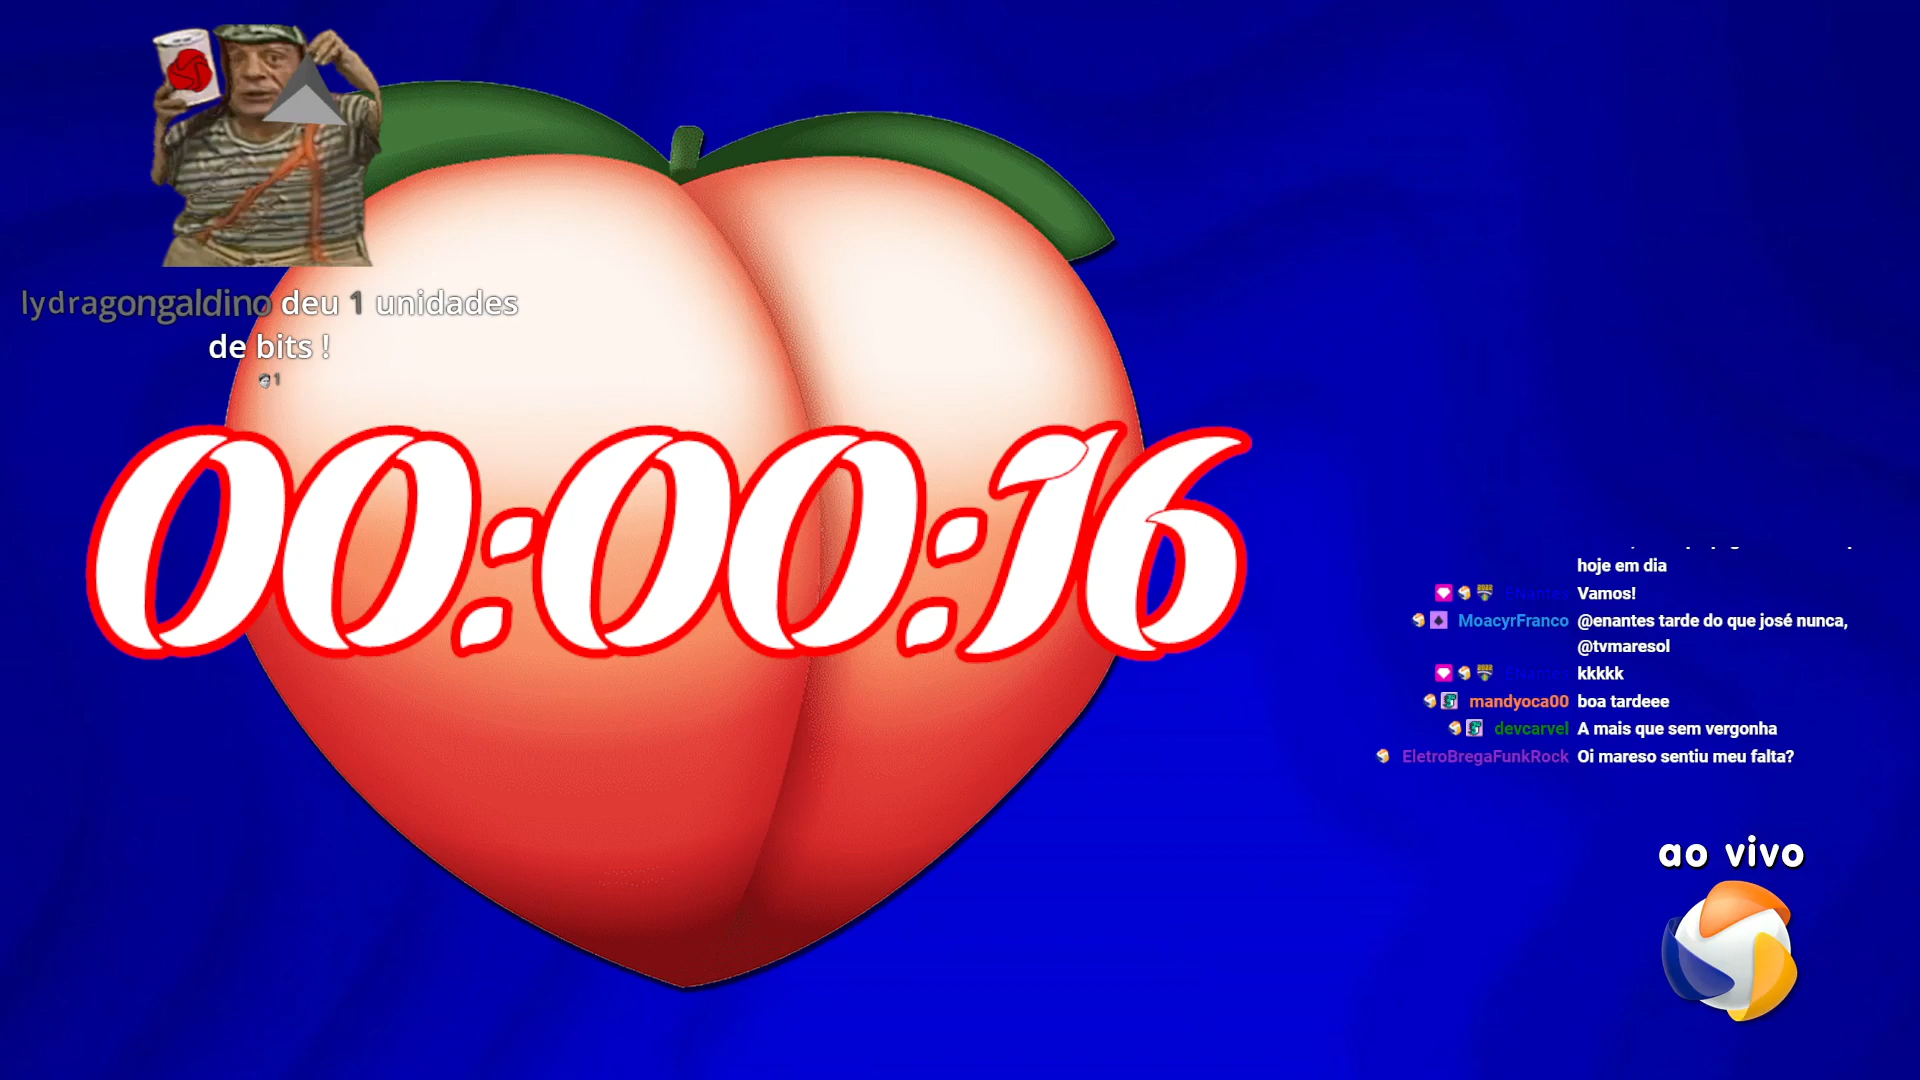 lydragongaldino deu 1 unidades
de bits !
1
00:00:16
hoje em dia
ENantes Vamos!
MoacyrFranco @enantes tarde do que josé nunca,
@tvmaresol
ENantes kkkkk
mandyoca00 boa tardeee
devcarvel A mais que sem vergonha
EletroBregaFunkRock Oi mareso sentiu meu falta?
ao vivo